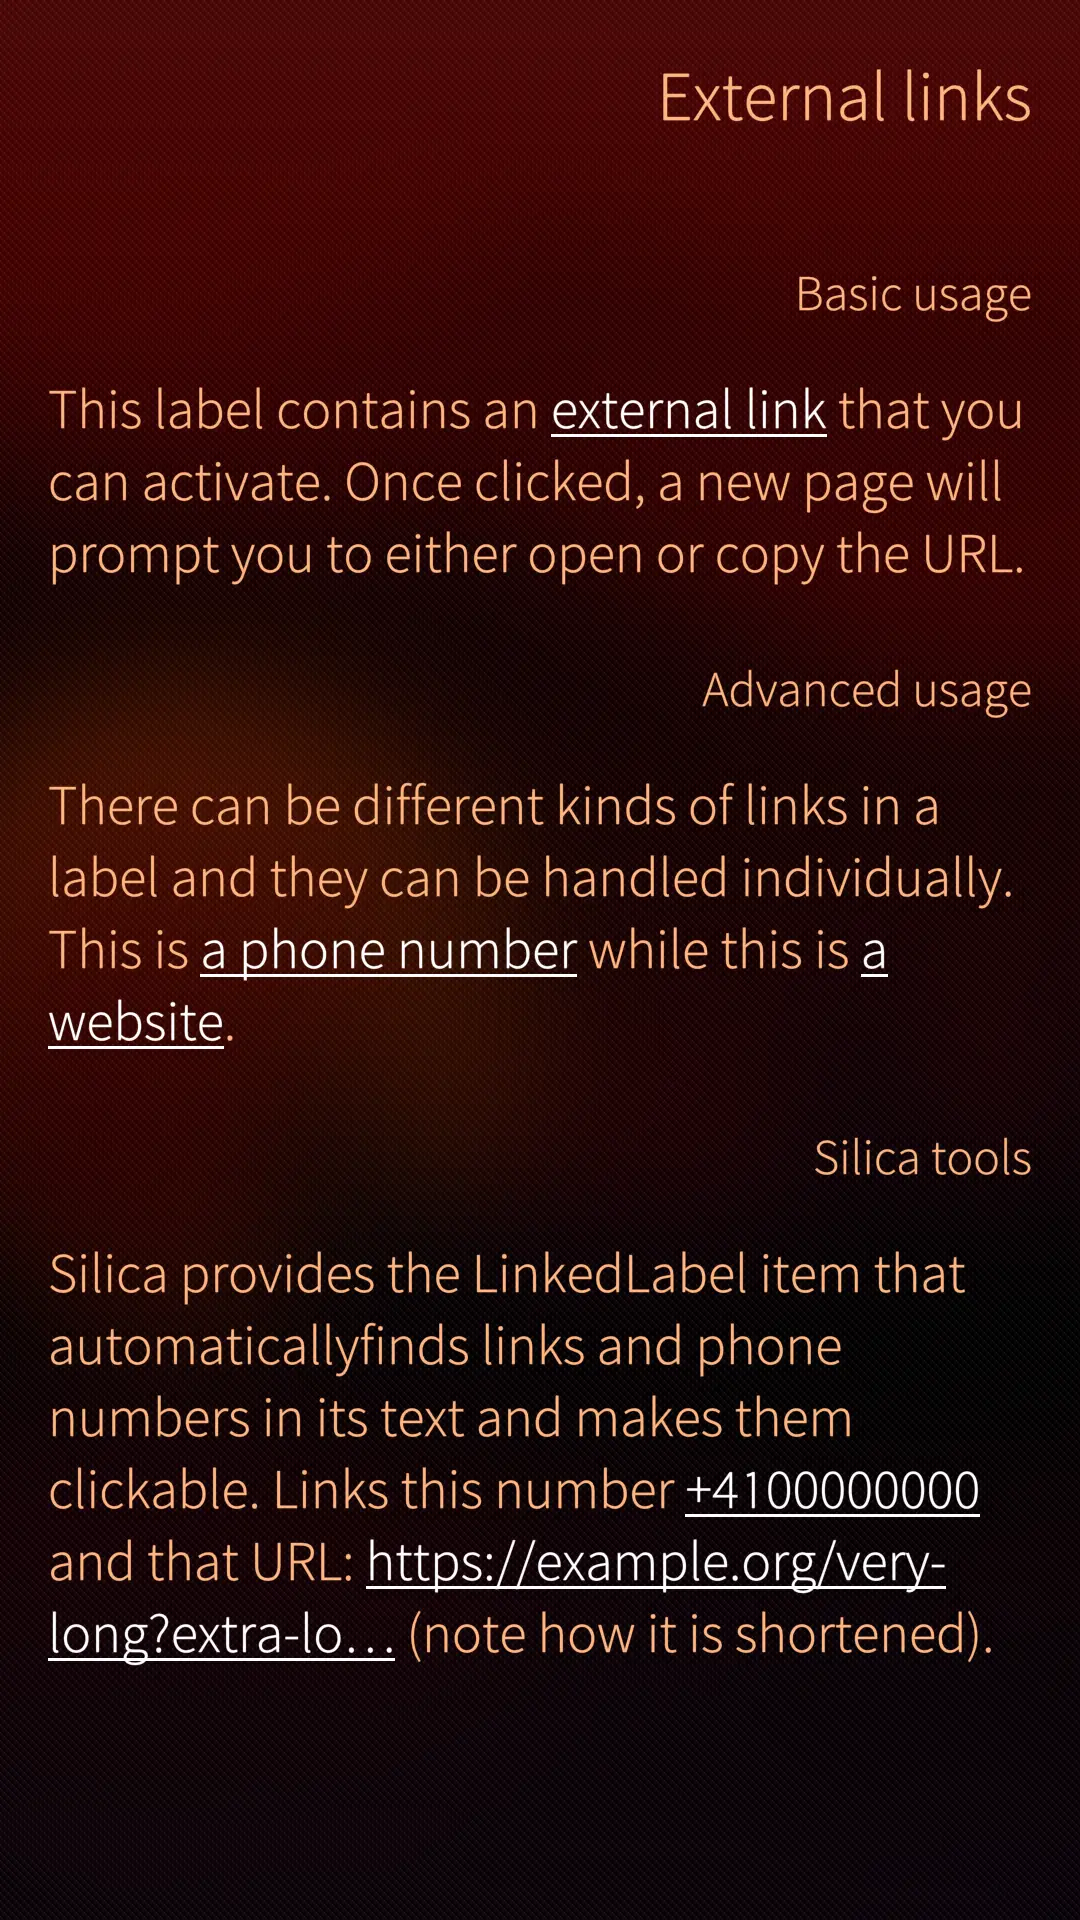 External links
Basic usage
This label contains an external link that you
can activate. Once clicked, a new page will
prompt you to either open or copy the URL.
Advanced usage
There can be different kinds of links in a
label and they can be handled individually.
This is a phone number while this is a
website.
Silica tools
Silica provides the LinkedLabel item that
automaticallyfinds links and phone
numbers in its text and makes them
clickable. Links this number +4100000000
and that URL: https://example.org/very-
long?extra-lo… (note how it is shortened).